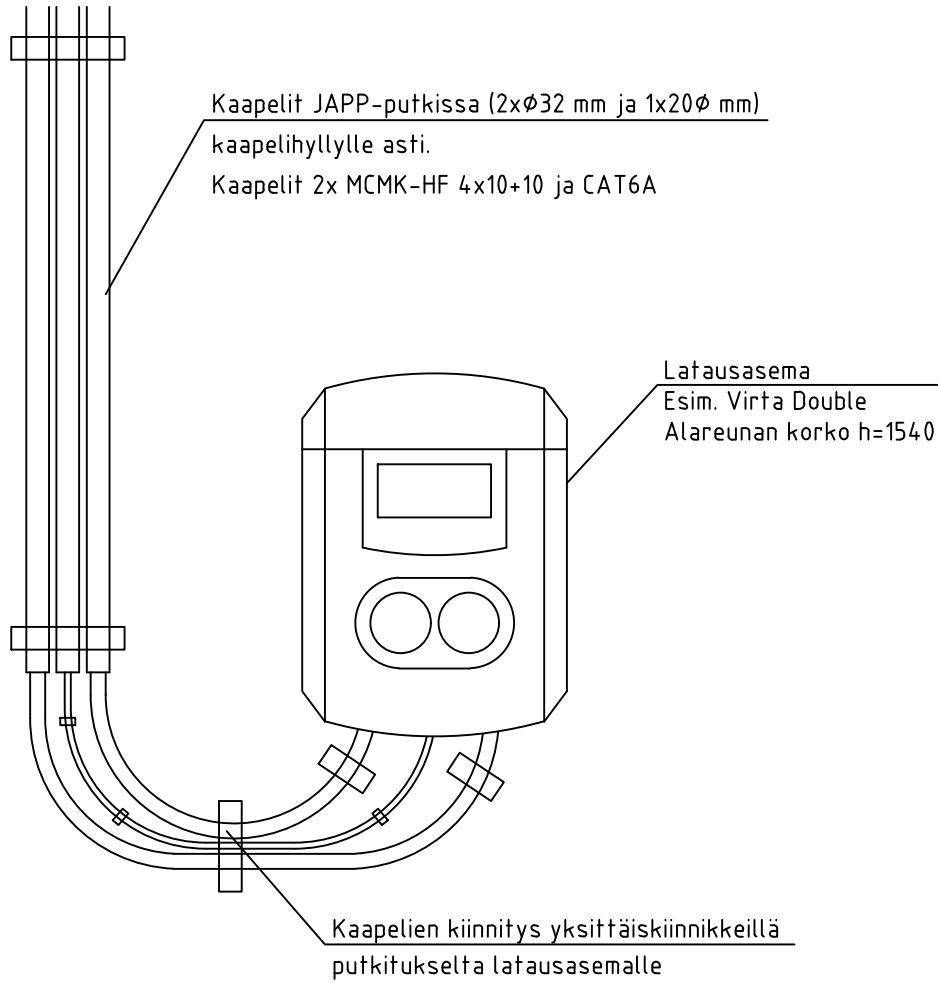 Kaapelit JAPP-putkissa (2xØ32 mm ja 1x20Ø mm)
kaapelihyllylle asti.
Kaapelit 2x MCMK-HF 4x10+10 ja CAT6A
Latausasema
Esim. Virta Double
Alareunan korko h=1540
Kaapelien kiinnitys yksittäiskiinnikkeillä
putkitukselta latausasemalle